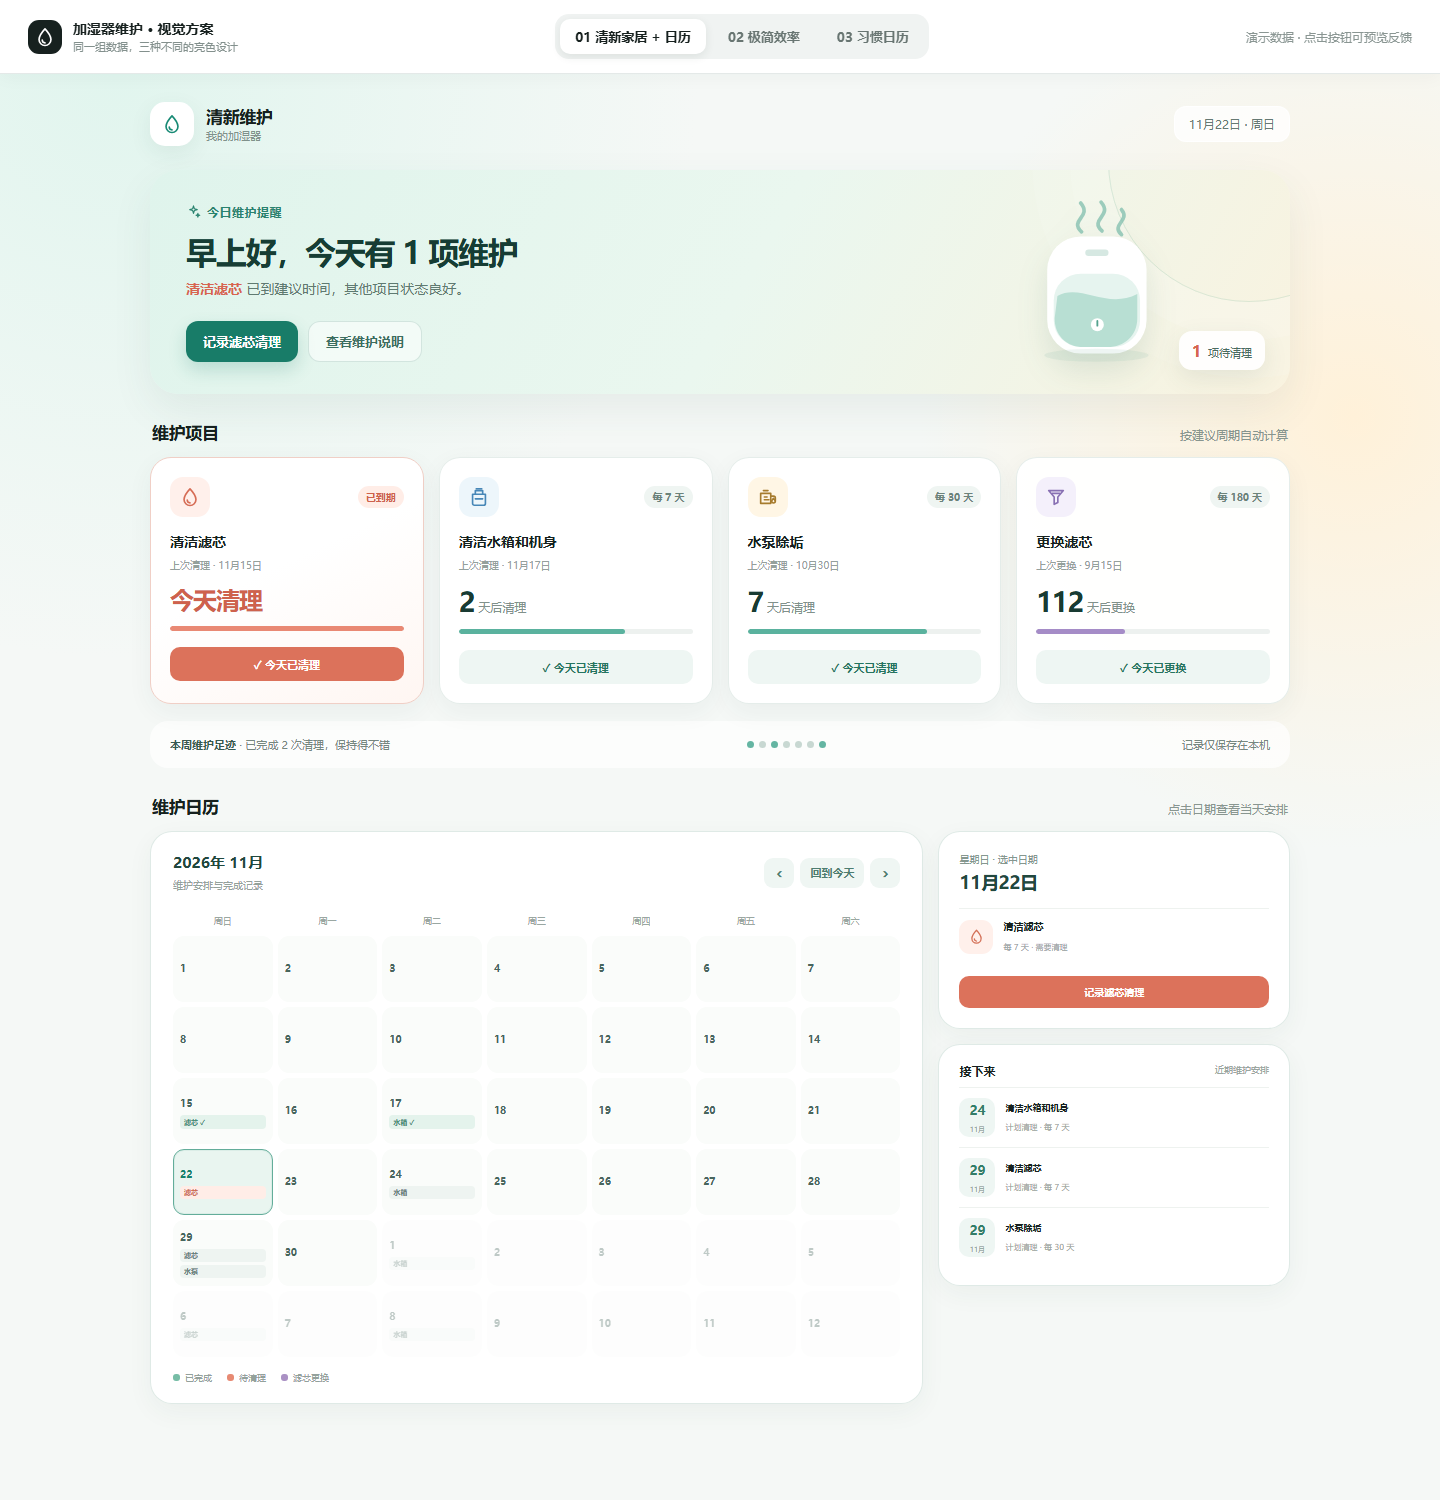 加湿器维护 • 视觉方案
同一组数据，三种不同的亮色设计
01 清新家居 + 日历
02 极简效率
03 习惯日历
演示数据 · 点击按钮可预览反馈
清新维护
我的加湿器
11月22日 · 周日
今日维护提醒
早上好，今天有 1 项维护
清洁滤芯 已到建议时间，其他项目状态良好。
记录滤芯清理
查看维护说明
1 项待清理
维护项目
按建议周期自动计算
已到期
清洁滤芯
上次清理 · 11月15日
今天清理
✓ 今天已清理
每 7 天
清洁水箱和机身
上次清理 · 11月17日
2 天后清理
✓ 今天已清理
每 30 天
水泵除垢
上次清理 · 10月30日
7 天后清理
✓ 今天已清理
每 180 天
更换滤芯
上次更换 · 9月15日
112 天后更换
✓ 今天已更换
本周维护足迹 · 已完成 2 次清理，保持得不错
记录仅保存在本机
维护日历
点击日期查看当天安排
2026年 11月
维护安排与完成记录
‹
回到今天
›
周日 周一 周二 周三 周四 周五 周六
1 2 3 4 5 6 7
8 9 10 11 12 13 14
15 16 17 18 19 20 21
滤芯 ✓ 水箱 ✓
22 23 24 25 26 27 28
滤芯 水箱
29 30 1 2 3 4 5
滤芯 水箱
水泵
6 7 8 9 10 11 12
滤芯 水箱
已完成 待清理 滤芯更换
星期日 · 选中日期
11月22日
清洁滤芯
每 7 天 · 需要清理
记录滤芯清理
接下来
近期维护安排
24
11月
清洁水箱和机身
计划清理 · 每 7 天
29
11月
清洁滤芯
计划清理 · 每 7 天
29
11月
水泵除垢
计划清理 · 每 30 天